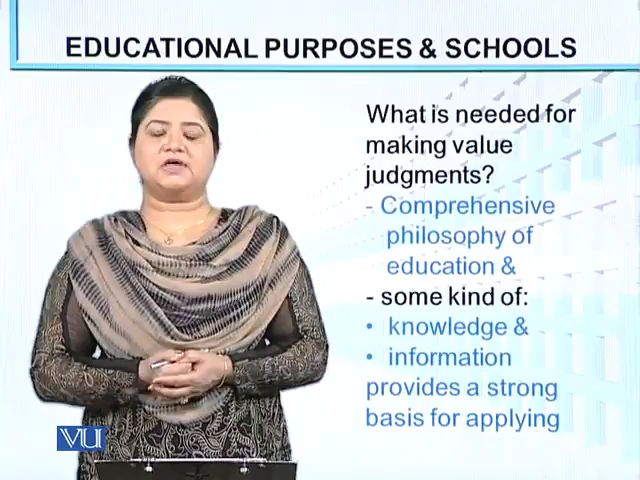 EDUCATIONAL PURPOSES & SCHOOLS
What is needed for
making value
judgments?
- Comprehensive
philosophy of
education &
- some kind of:
• knowledge &
• information
provides a strong
basis for applying
VU